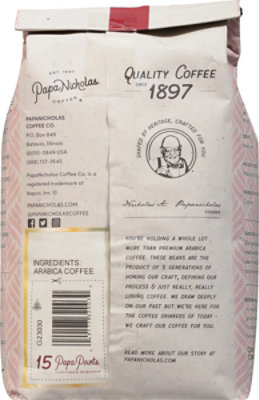 EST. 1897
PapaNicholas
COFFEE
QUALITY COFFEE
SINCE 1897
PAPANICHOLAS
COFFEE CO.
P.O. BOX 849
Batavia, Illinois
60510-0849 USA
(888).727-2645
PapaNicholas Coffee Co. is a
registered trademark of
Napco, Inc. ©
PAPANICHOLAS.COM
@PAPANICHOLASCOFFEE
SHAPED BY HERITAGE, CRAFTED FOR YOU
Nicholas A. Papanicholas
FOUNDER
YOU'RE HOLDING A WHOLE LOT
MORE THAN PREMIUM ARABICA
COFFEE. THESE BEANS ARE THE
PRODUCT OF 5 GENERATIONS OF
HONING OUR CRAFT, DEFINING OUR
PROCESS & JUST REALLY, REALLY
LOVING COFFEE. WE DRAW DEEPLY
ON OUR PAST BUT WE'RE HERE FOR
THE COFFEE DRINKERS OF TODAY -
WE CRAFT OUR COFFEE FOR YOU.
READ MORE ABOUT OUR STORY AT
PAPANICHOLAS.COM
INGREDIENTS:
ARABICA COFFEE
G23030
15 Papa Points